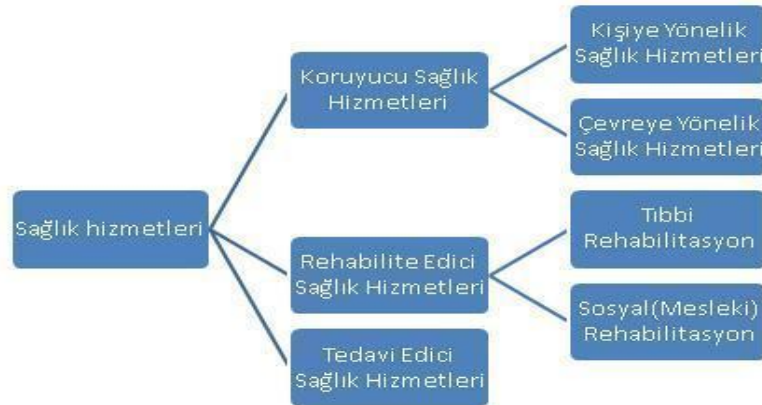 Sağlık hizmetleri
Koruyucu Sağlık
Hizmetleri
Kişiye Yönelik
Sağlık Hizmetleri
Çevreye Yönelik
Sağlık Hizmetleri
Rehabilite Edici
Sağlık Hizmetleri
Tıbbi
Rehabilitasyon
Sosyal(Mesleki)
Rehabilitasyon
Tedavi Edici
Sağlık Hizmetleri